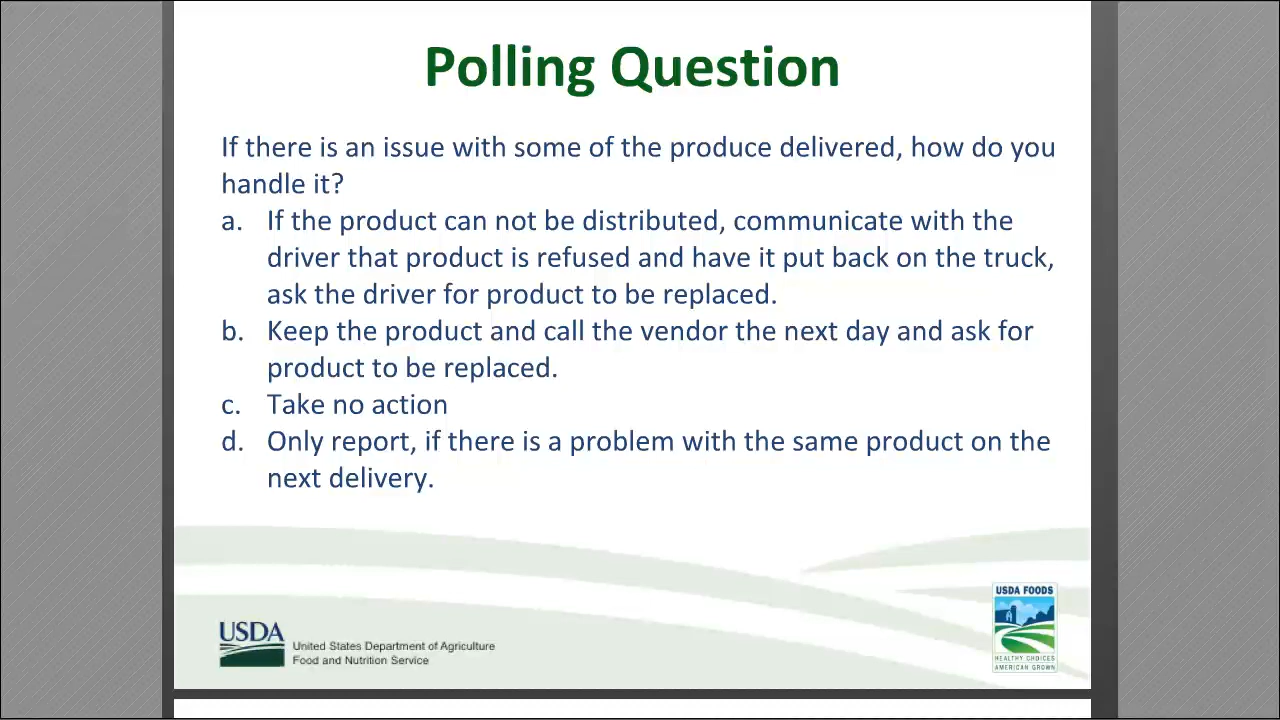 Polling Question
If there is an issue with some of the produce delivered, how do you
handle it?
a. If the product can not be distributed, communicate with the
driver that product is refused and have it put back on the truck,
ask the driver for product to be replaced.
b. Keep the product and call the vendor the next day and ask for
product to be replaced.
c. Take no action
d. Only report, if there is a problem with the same product on the
next delivery.
USDA
United States Department of Agriculture
Food and Nutrition Service
USDA FOODS
HEALTHY CHOICES
AMERICAN GROWN